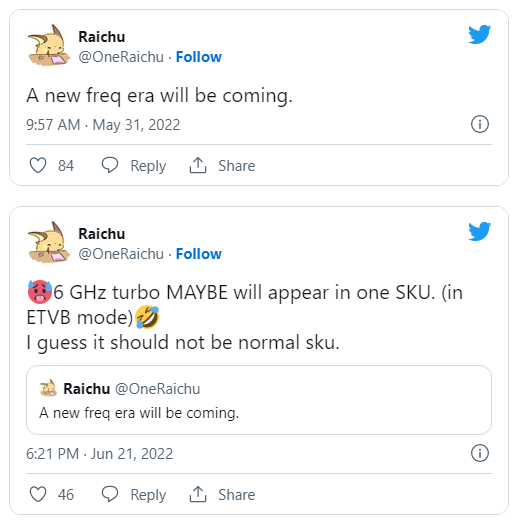 Raichu
@OneRaichu · Follow
A new freq era will be coming.
9:57 AM · May 31, 2022
84 Reply Share
Raichu
@OneRaichu · Follow
🥵6 GHz turbo MAYBE will appear in one SKU. (in
ETVB mode)🤣
I guess it should not be normal sku.
Raichu @OneRaichu
A new freq era will be coming.
6:21 PM · Jun 21, 2022
46 Reply Share